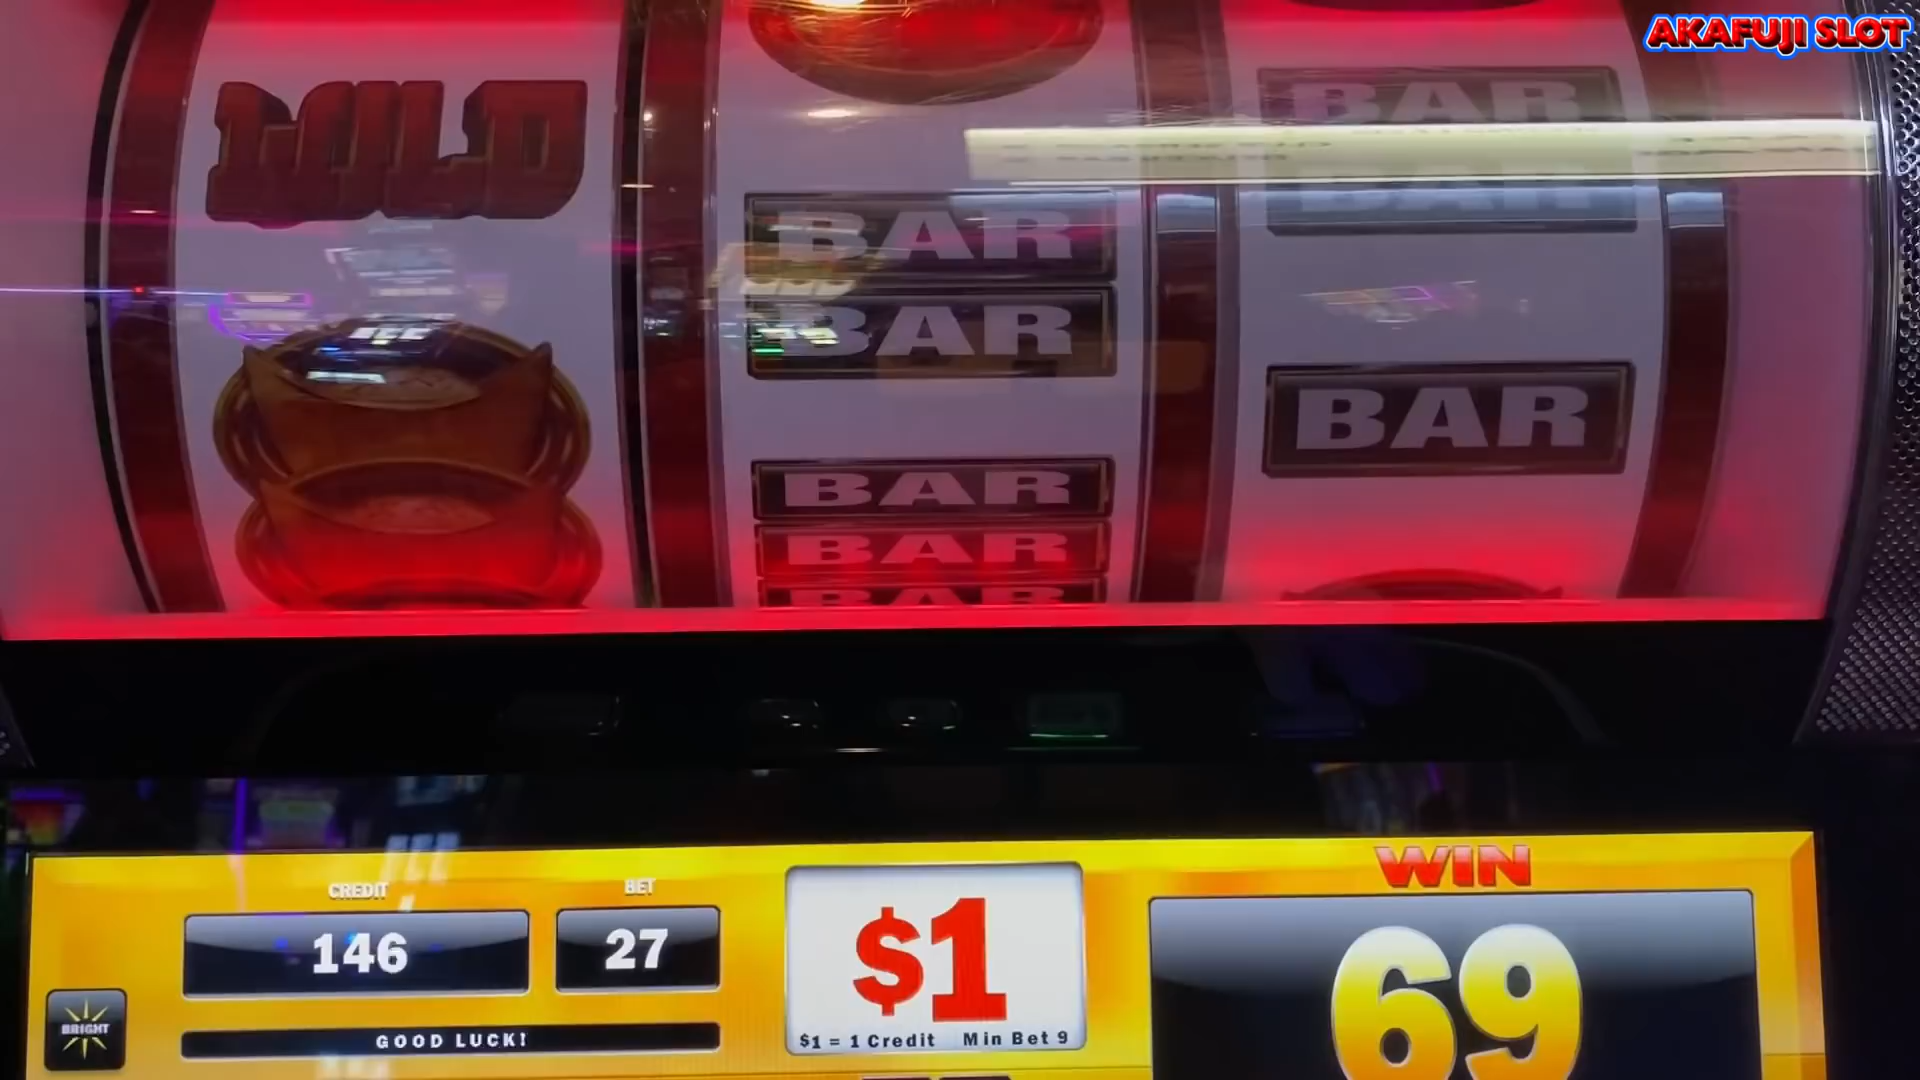 AKAFUJI SLOT
WILD
BAR
BAR
BAR
BAR
BAR
BAR
BAR
BAR
WIN
CREDIT
BET
146
27
$1
69
BRIGHT
GOOD LUCK!
$1 = 1 Credit Min Bet 9